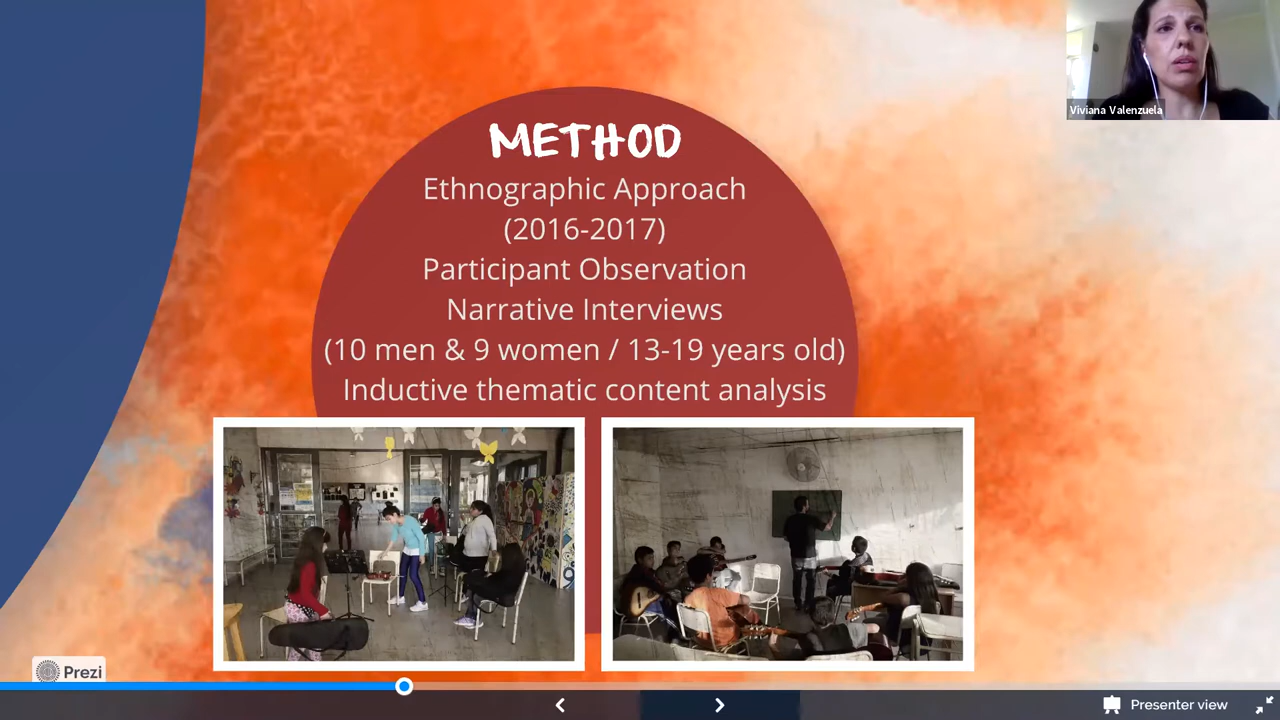 Viviana Valenzuela
METHOD
Ethnographic Approach
(2016-2017)
Participant Observation
Narrative Interviews
(10 men & 9 women / 13-19 years old)
Inductive thematic content analysis
Prezi
Presenter view